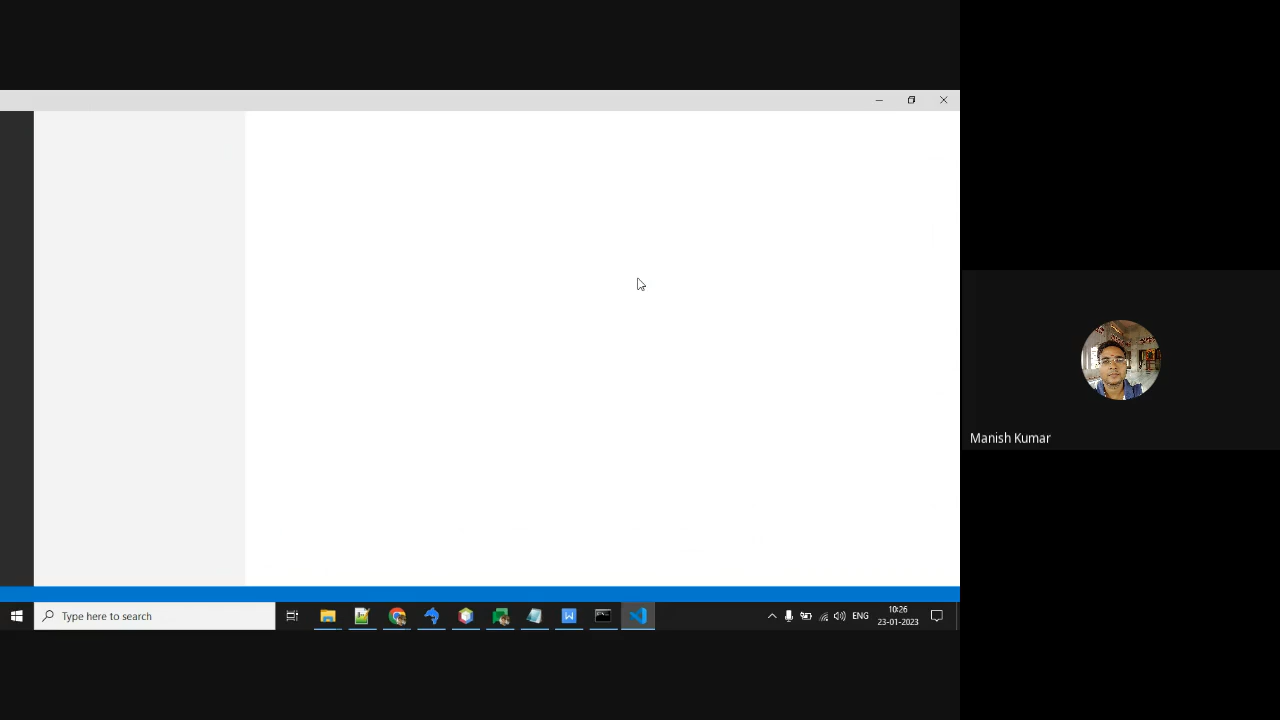 Type here to search
ENG
10:26
23-01-2023
Manish Kumar